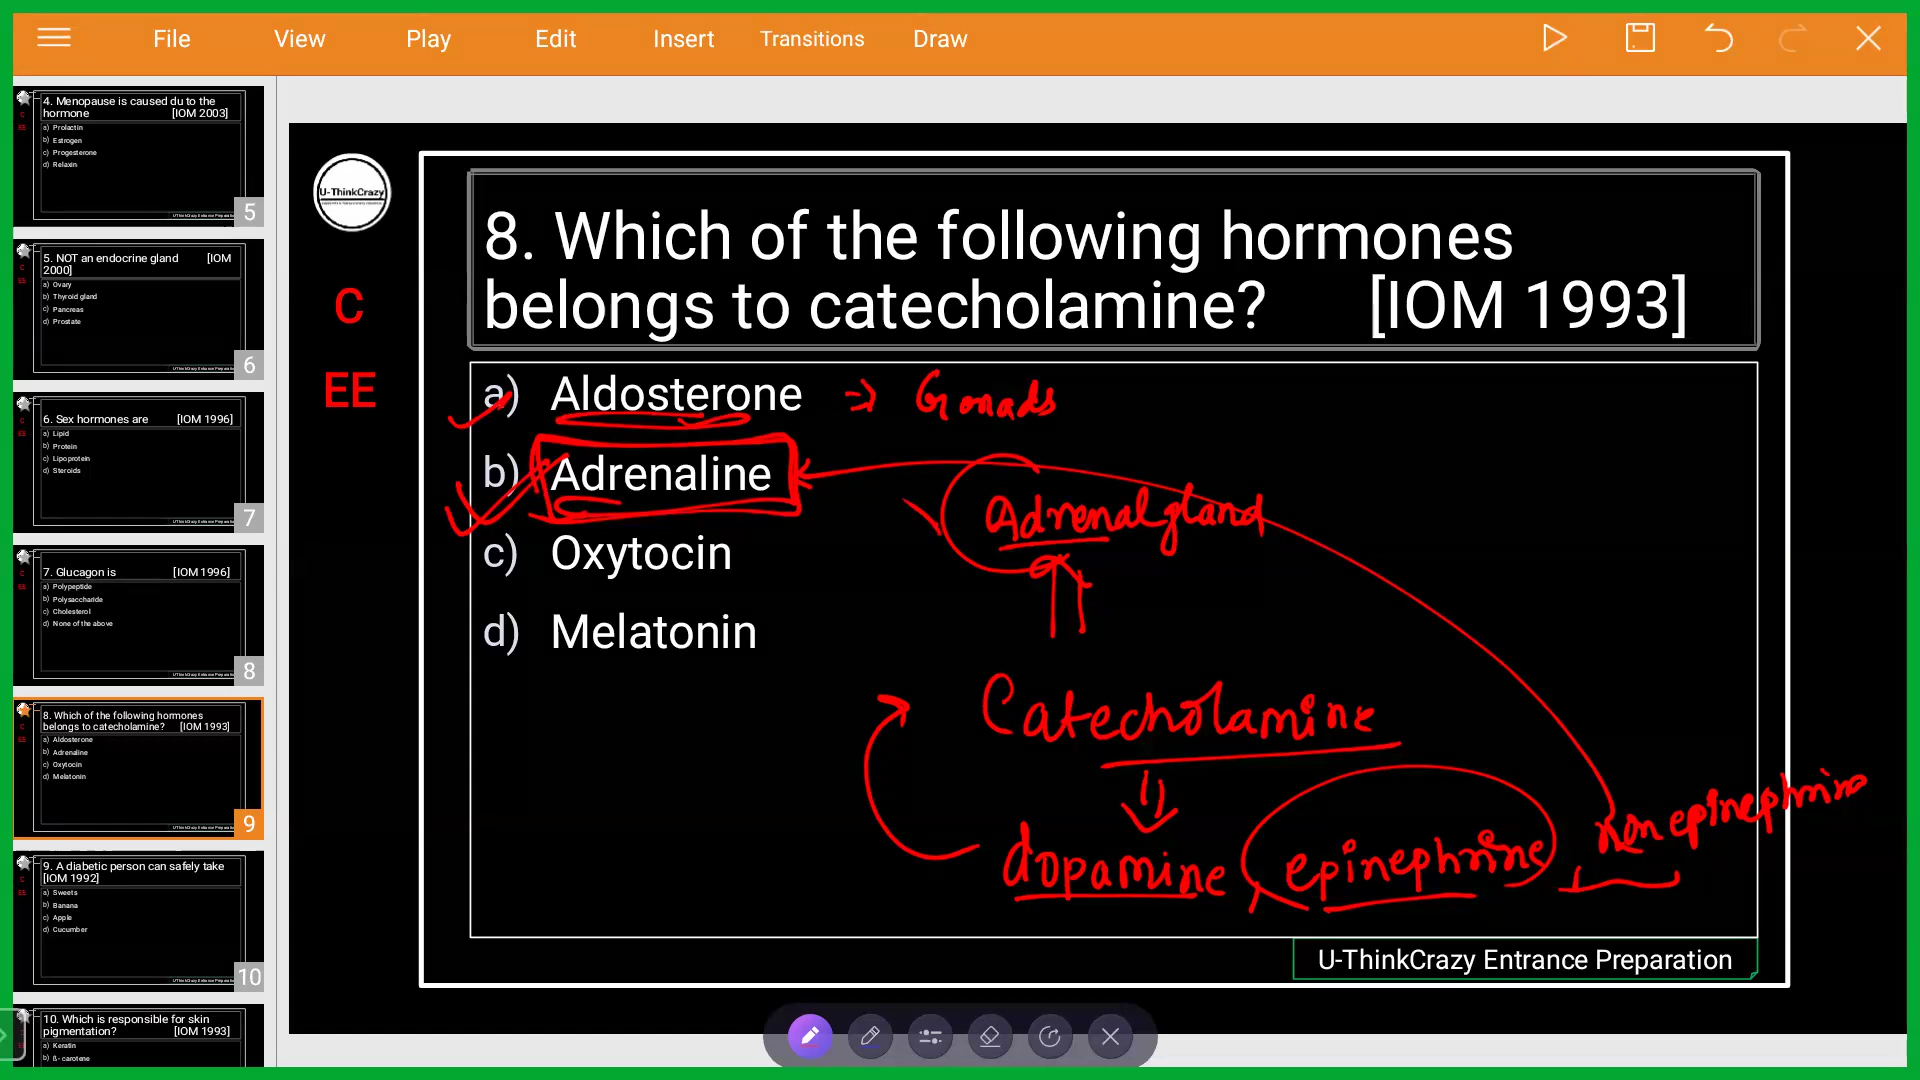 File View Play Edit Insert Transitions Draw
4. Menopause is caused du to the
hormone [IOM 2003]
a) Prolactin
b) Estrogen
c) Progesterone
d) Relaxin
5
5. NOT an endocrine gland [IOM
2000]
a) Ovary
b) Thyroid gland
c) Pancreas
d) Prostate
6
6. Sex hormones are [IOM 1996]
a) Lipid
b) Protein
c) Lipoprotein
d) Steroids
7
7. Glucagon is [IOM 1996]
a) Polypeptide
b) Polysaccharide
c) Cholesterol
d) None of the above
8
8. Which of the following hormones
belongs to catecholamine? [IOM 1993]
a) Aldosterone
b) Adrenaline
c) Oxytocin
d) Melatonin
9
9. A diabetic person can safely take
[IOM 1992]
a) Sweets
b) Banana
c) Apple
d) Cucumber
10
10. Which is responsible for skin
pigmentation? [IOM 1993]
a) Keratin
b) ß- carotene
U-ThinkCrazy
C
EE
8. Which of the following hormones
belongs to catecholamine? [IOM 1993]
a) Aldosterone → Gonads
b) Adrenaline
Adrenal gland
c) Oxytocin
d) Melatonin
Catecholamine
dopamine, epinephrine
nor epinephrine
U-ThinkCrazy Entrance Preparation